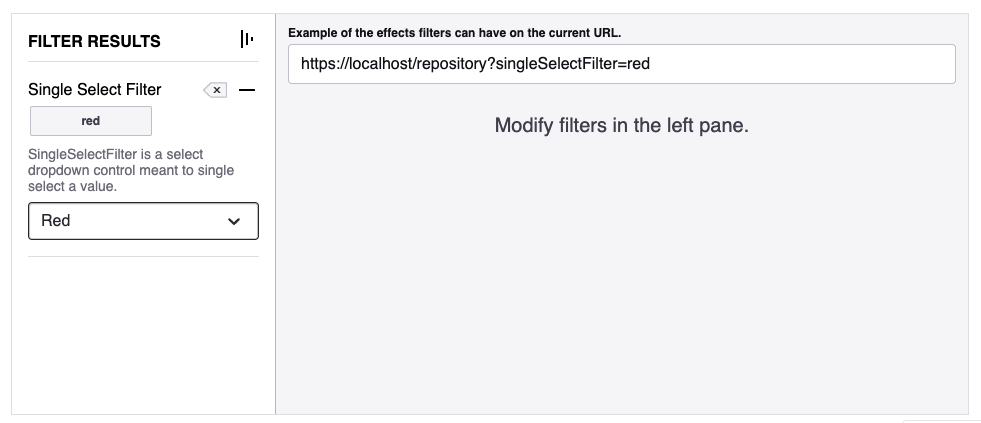 FILTER RESULTS
Single Select Filter
x
red
SingleSelectFilter is a select
dropdown control meant to single
select a value.
Red
Example of the effects filters can have on the current URL.
https://localhost/repository?singleSelectFilter=red
Modify filters in the left pane.